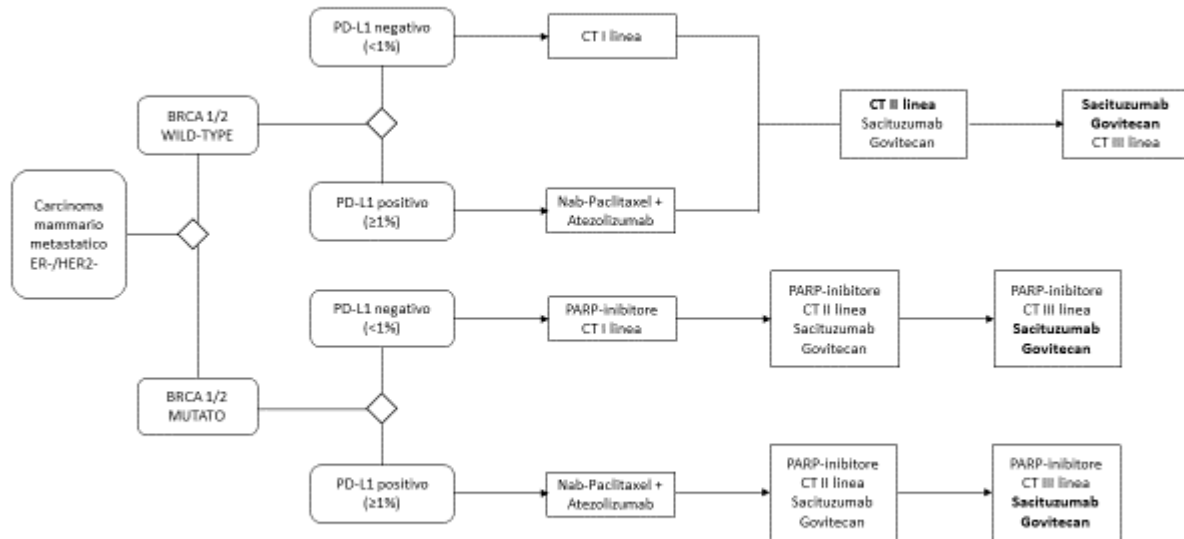 PD-L1 negativo
(<1%)
CT I linea
BRCA 1/2
WILD-TYPE
CT II linea
Sacituzumab
Govitecan
Sacituzumab
Govitecan
CT III linea
Carcinoma
mammario
metastatico
ER-/HER2-
PD-L1 positivo
(≥1%)
Nab-Paclitaxel +
Atezolizumab
PD-L1 negativo
(<1%)
PARP-inibitore
CT I linea
PARP-inibitore
CT II linea
Sacituzumab
Govitecan
PARP-inibitore
CT III linea
Sacituzumab
Govitecan
BRCA 1/2
MUTATO
PD-L1 positivo
(≥1%)
Nab-Paclitaxel +
Atezolizumab
PARP-inibitore
CT II linea
Sacituzumab
Govitecan
PARP-inibitore
CT III linea
Sacituzumab
Govitecan